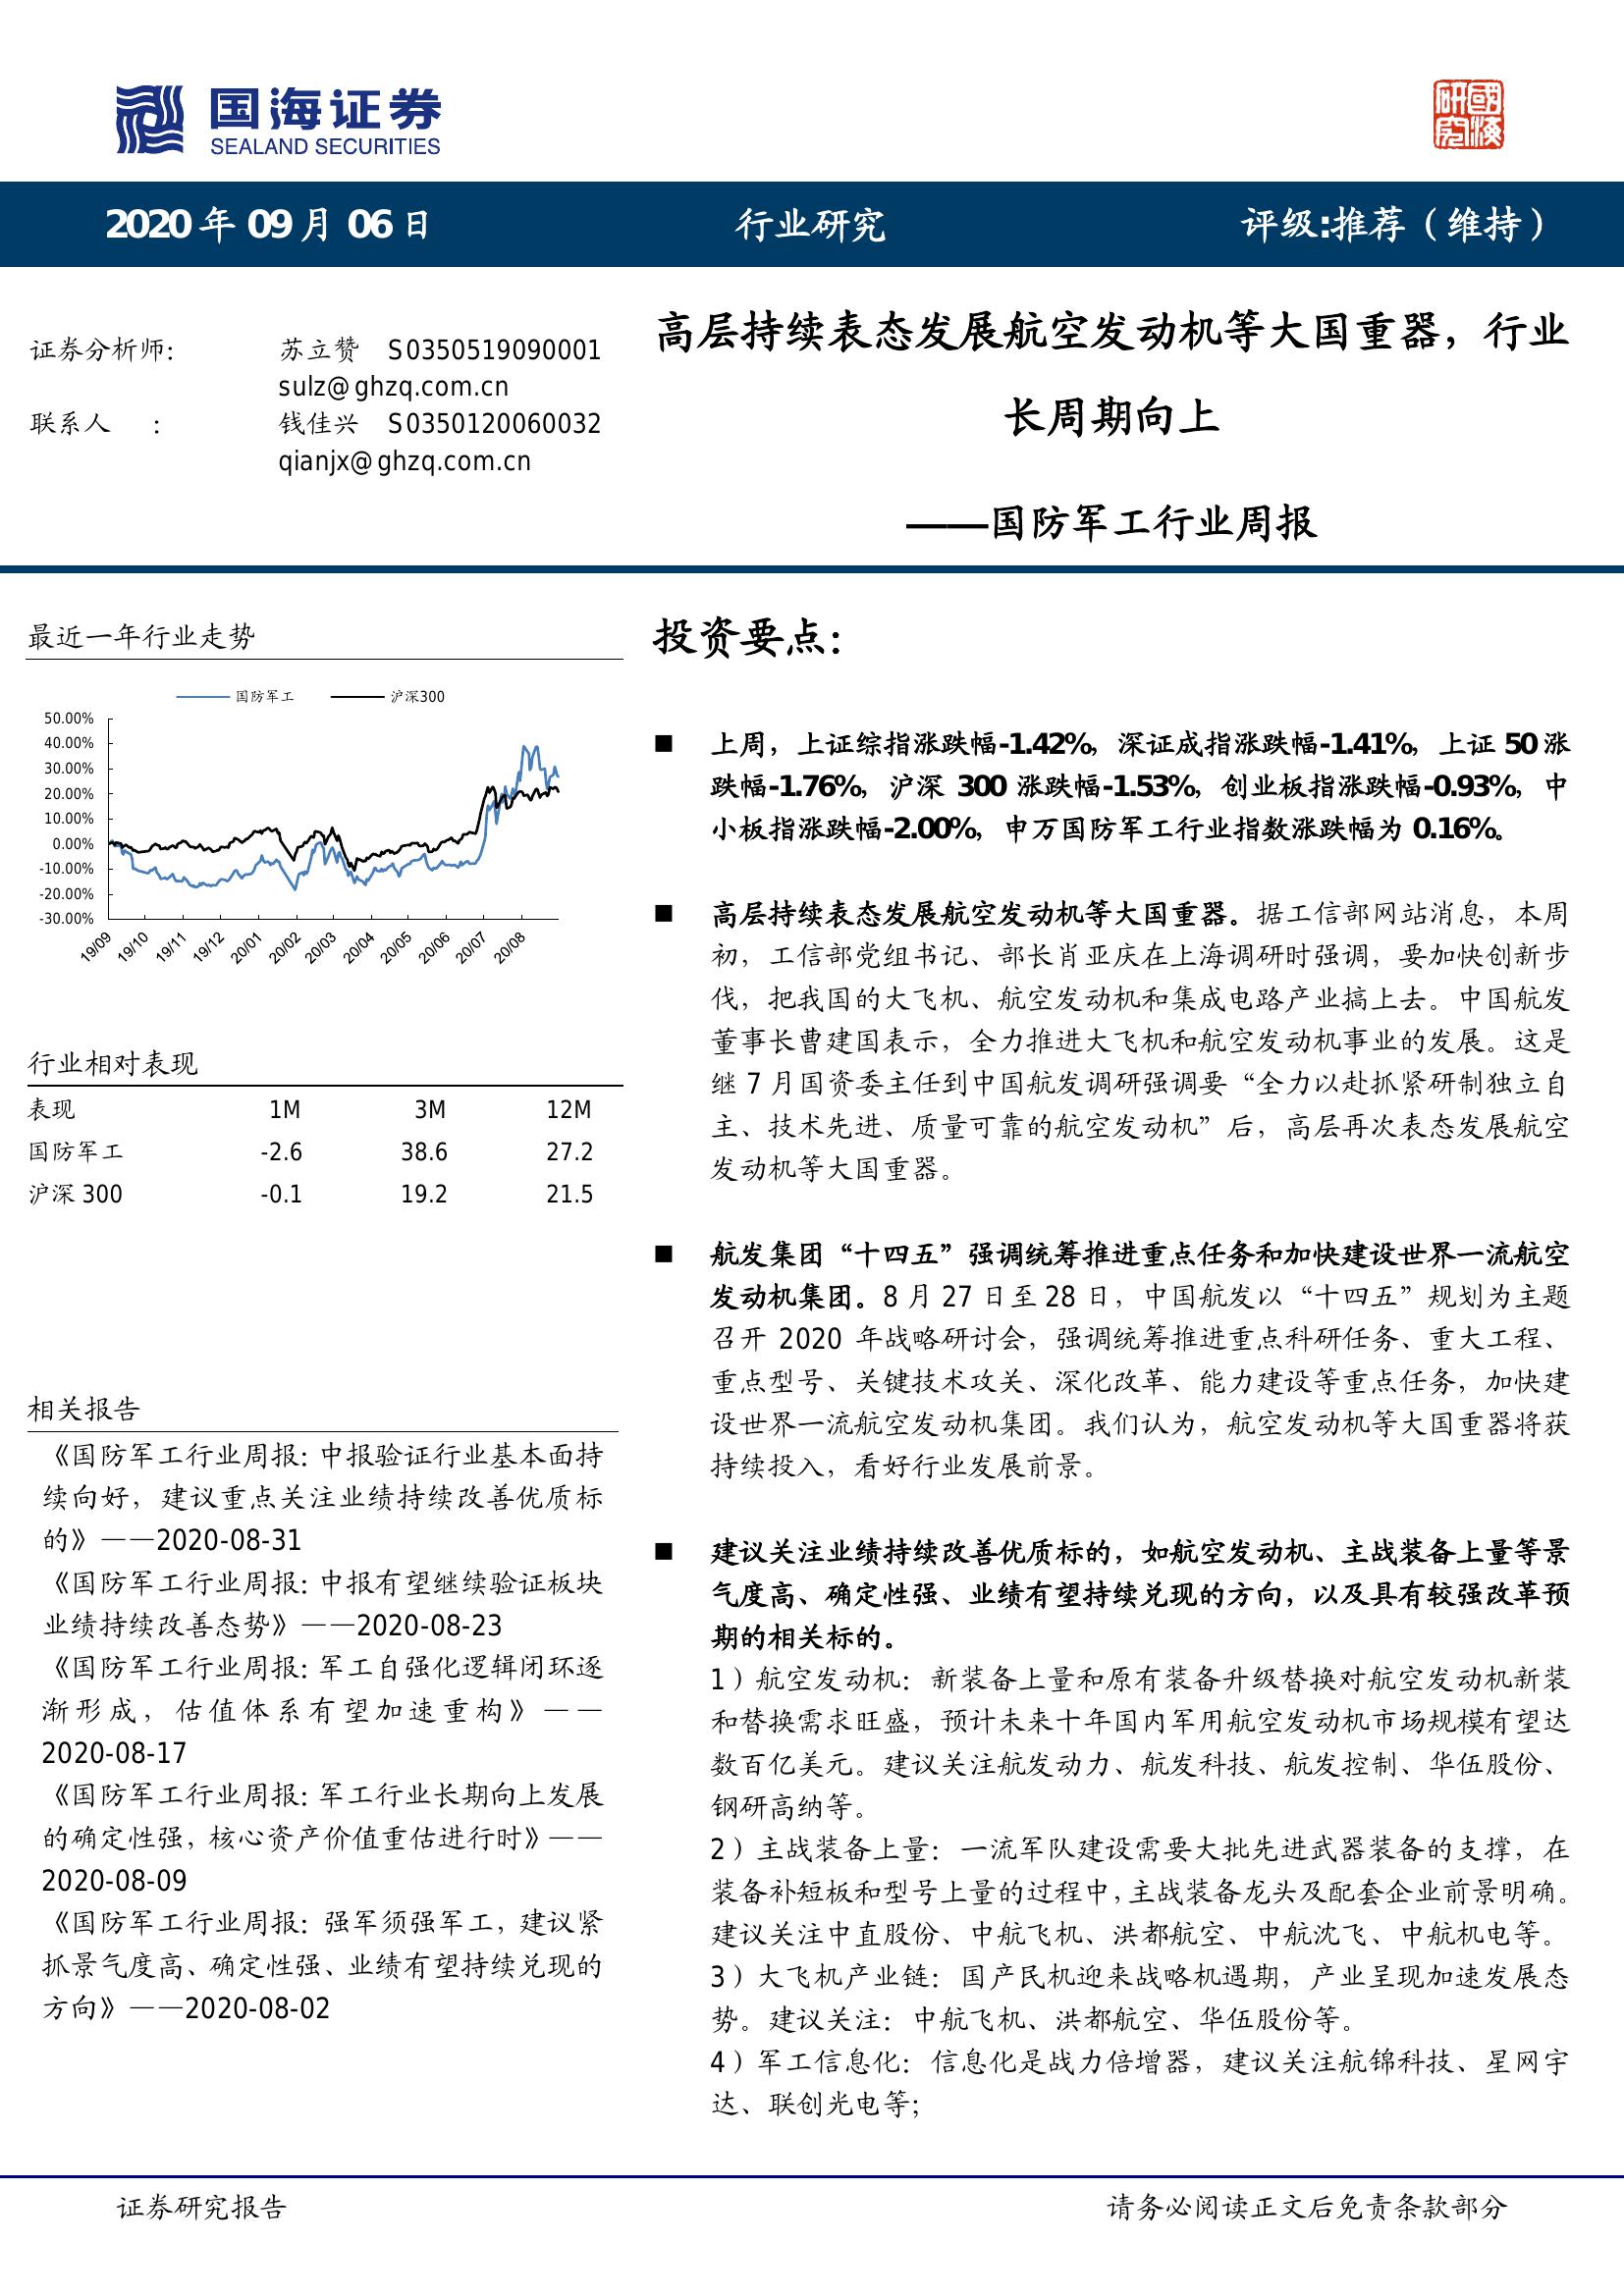 国海证券
SEALAND SECURITIES
國海研究
2020 年 09 月 06 日
行业研究
评级:推荐（维持）
证券分析师: 苏立赞 S0350519090001
sulz@ghzq.com.cn
联系人 : 钱佳兴 S0350120060032
qianjx@ghzq.com.cn
高层持续表态发展航空发动机等大国重器，行业
长周期向上
——国防军工行业周报
最近一年行业走势
国防军工 沪深300
50.00%
40.00%
30.00%
20.00%
10.00%
0.00%
-10.00%
-20.00%
-30.00%
19/09 19/10 19/11 19/12 20/01 20/02 20/03 20/04 20/05 20/06 20/07 20/08
行业相对表现
表现 1M 3M 12M
国防军工 -2.6 38.6 27.2
沪深 300 -0.1 19.2 21.5
相关报告
《国防军工行业周报: 中报验证行业基本面持
续向好，建议重点关注业绩持续改善优质标
的》——2020-08-31
《国防军工行业周报: 中报有望继续验证板块
业绩持续改善态势》——2020-08-23
《国防军工行业周报: 军工自强化逻辑闭环逐
渐形成，估值体系有望加速重构》——
2020-08-17
《国防军工行业周报: 军工行业长期向上发展
的确定性强, 核心资产价值重估进行时》——
2020-08-09
《国防军工行业周报: 强军须强军工, 建议紧
抓景气度高、确定性强、业绩有望持续兑现的
方向》——2020-08-02
投资要点:
■ 上周，上证综指涨跌幅-1.42%，深证成指涨跌幅-1.41%，上证 50 涨
跌幅-1.76%，沪深 300 涨跌幅-1.53%，创业板指涨跌幅-0.93%，中
小板指涨跌幅-2.00%，申万国防军工行业指数涨跌幅为 0.16%。
■ 高层持续表态发展航空发动机等大国重器。据工信部网站消息，本周
初，工信部党组书记、部长肖亚庆在上海调研时强调，要加快创新步
伐，把我国的大飞机、航空发动机和集成电路产业搞上去。中国航发
董事长曹建国表示，全力推进大飞机和航空发动机事业的发展。这是
继 7 月国资委主任到中国航发调研强调要“全力以赴抓紧研制独立自
主、技术先进、质量可靠的航空发动机”后，高层再次表态发展航空
发动机等大国重器。
■ 航发集团“十四五”强调统筹推进重点任务和加快建设世界一流航空
发动机集团。8 月 27 日至 28 日，中国航发以“十四五”规划为主题
召开 2020 年战略研讨会，强调统筹推进重点科研任务、重大工程、
重点型号、关键技术攻关、深化改革、能力建设等重点任务，加快建
设世界一流航空发动机集团。我们认为，航空发动机等大国重器将获
持续投入，看好行业发展前景。
■ 建议关注业绩持续改善优质标的，如航空发动机、主战装备上量等景
气度高、确定性强、业绩有望持续兑现的方向，以及具有较强改革预
期的相关标的。
1）航空发动机：新装备上量和原有装备升级替换对航空发动机新装
和替换需求旺盛，预计未来十年国内军用航空发动机市场规模有望达
数百亿美元。建议关注航发动力、航发科技、航发控制、华伍股份、
钢研高纳等。
2）主战装备上量：一流军队建设需要大批先进武器装备的支撑，在
装备补短板和型号上量的过程中, 主战装备龙头及配套企业前景明确。
建议关注中直股份、中航飞机、洪都航空、中航沈飞、中航机电等。
3）大飞机产业链：国产民机迎来战略机遇期，产业呈现加速发展态
势。建议关注：中航飞机、洪都航空、华伍股份等。
4）军工信息化：信息化是战力倍增器，建议关注航锦科技、星网宇
达、联创光电等；
证券研究报告
请务必阅读正文后免责条款部分